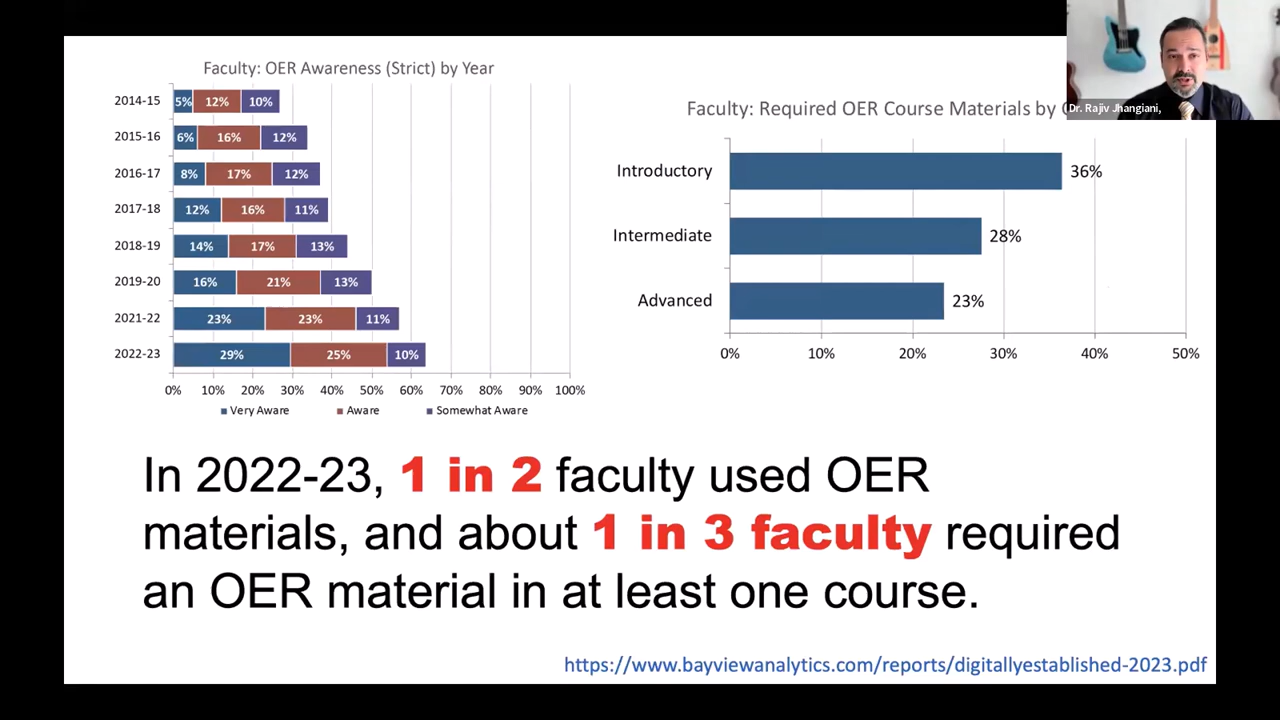 Faculty: OER Awareness (Strict) by Year
2014-15 5% 12% 10%
2015-16 6% 16% 12%
2016-17 8% 17% 12%
2017-18 12% 16% 11%
2018-19 14% 17% 13%
2019-20 16% 21% 13%
2021-22 23% 23% 11%
2022-23 29% 25% 10%
0% 10% 20% 30% 40% 50% 60% 70% 80% 90% 100%
Very Aware Aware Somewhat Aware
Faculty: Required OER Course Materials by
Dr. Rajiv Jhangiani,
Introductory 36%
Intermediate 28%
Advanced 23%
0% 10% 20% 30% 40% 50%
In 2022-23, 1 in 2 faculty used OER
materials, and about 1 in 3 faculty required
an OER material in at least one course.
https://www.bayviewanalytics.com/reports/digitallyestablished-2023.pdf